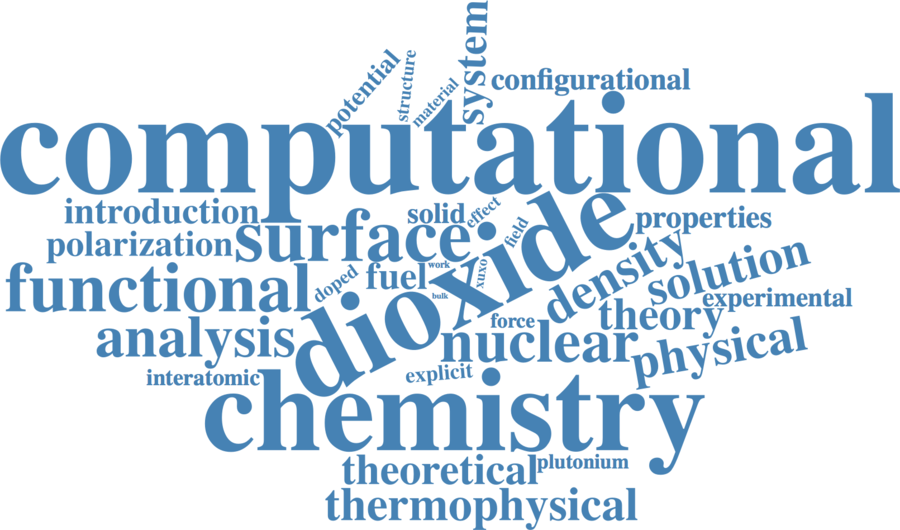 system
potential
structure
material
configurational
computational
introduction
solid
effect
properties
polarization
surface
field
dioxide
density
solution
functional
doped
fuel
work
xuxo
bulk
experimental
analysis
force
theory
nuclear
physical
interatomic
explicit
chemistry
theoretical
plutonium
thermophysical